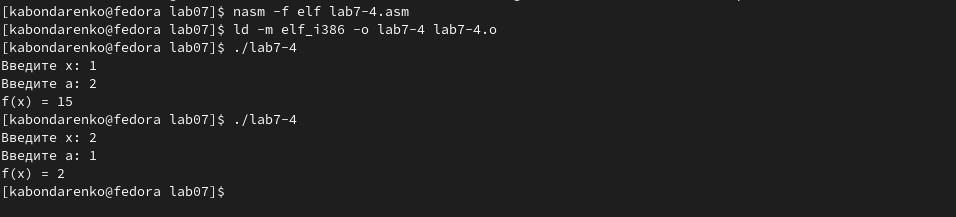 [kabondarenko@fedora lab07]$ nasm -f elf lab7-4.asm
[kabondarenko@fedora lab07]$ ld -m elf_i386 -o lab7-4 lab7-4.o
[kabondarenko@fedora lab07]$ ./lab7-4
Введите x: 1
Введите a: 2
f(x) = 15
[kabondarenko@fedora lab07]$ ./lab7-4
Введите x: 2
Введите a: 1
f(x) = 2
[kabondarenko@fedora lab07]$